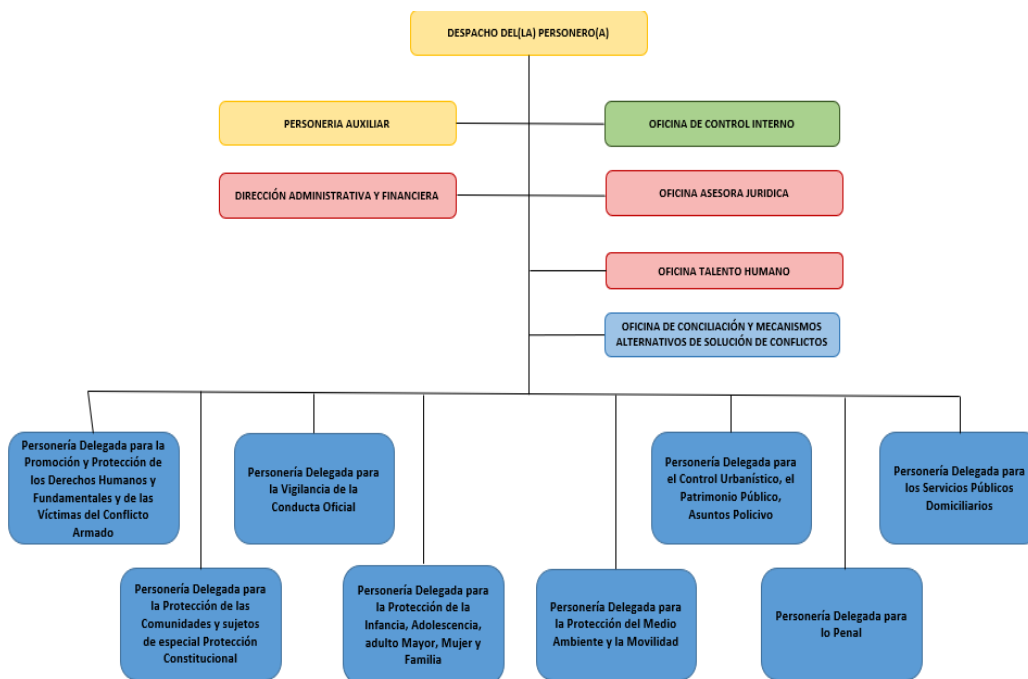 DESPACHO DEL(LA) PERSONERO(A)
PERSONERIA AUXILIAR
OFICINA DE CONTROL INTERNO
DIRECCIÓN ADMINISTRATIVA Y FINANCIERA
OFICINA ASESORA JURIDICA
OFICINA TALENTO HUMANO
OFICINA DE CONCILIACIÓN Y MECANISMOS
ALTERNATIVOS DE SOLUCIÓN DE CONFLICTOS
Personería Delegada para la
Promoción y Protección de
los Derechos Humanos y
Fundamentales y de las
Víctimas del Conflicto
Armado
Personería Delegada para
la Vigilancia de la
Conducta Oficial
Personería Delegada para
el Control Urbanístico, el
Patrimonio Público,
Asuntos Policivo
Personería Delegada para
los Servicios Públicos
Domiciliarios
Personería Delegada para
la Protección de las
Comunidades y sujetos
de especial Protección
Constitucional
Personería Delegada para
la Protección de la
Infancia, Adolescencia,
adulto Mayor, Mujer y
Familia
Personería Delegada para
la Protección del Medio
Ambiente y la Movilidad
Personería Delegada para
lo Penal